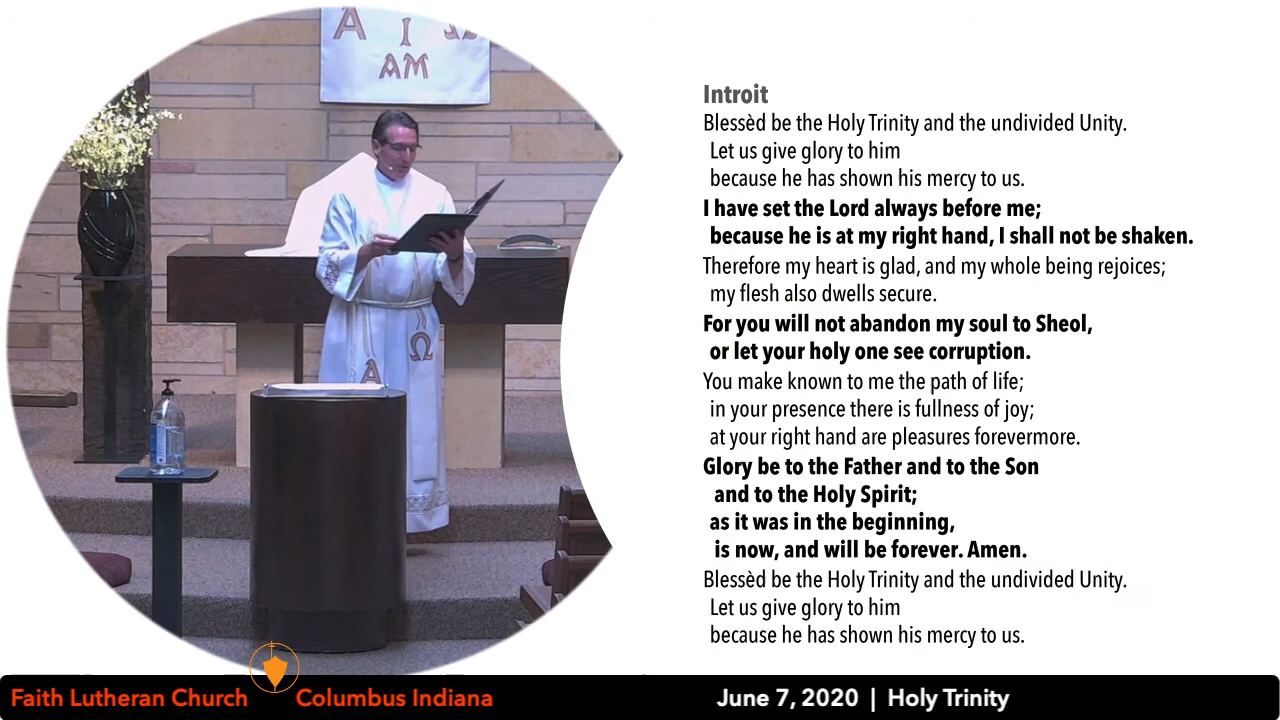 A I Ω
AM
Ω
A
Introit
Blessèd be the Holy Trinity and the undivided Unity.
Let us give glory to him
because he has shown his mercy to us.
I have set the Lord always before me;
because he is at my right hand, I shall not be shaken.
Therefore my heart is glad, and my whole being rejoices;
my flesh also dwells secure.
For you will not abandon my soul to Sheol,
or let your holy one see corruption.
You make known to me the path of life;
in your presence there is fullness of joy;
at your right hand are pleasures forevermore.
Glory be to the Father and to the Son
and to the Holy Spirit;
as it was in the beginning,
is now, and will be forever. Amen.
Blessèd be the Holy Trinity and the undivided Unity.
Let us give glory to him
because he has shown his mercy to us.
Faith Lutheran Church Columbus Indiana June 7, 2020 | Holy Trinity